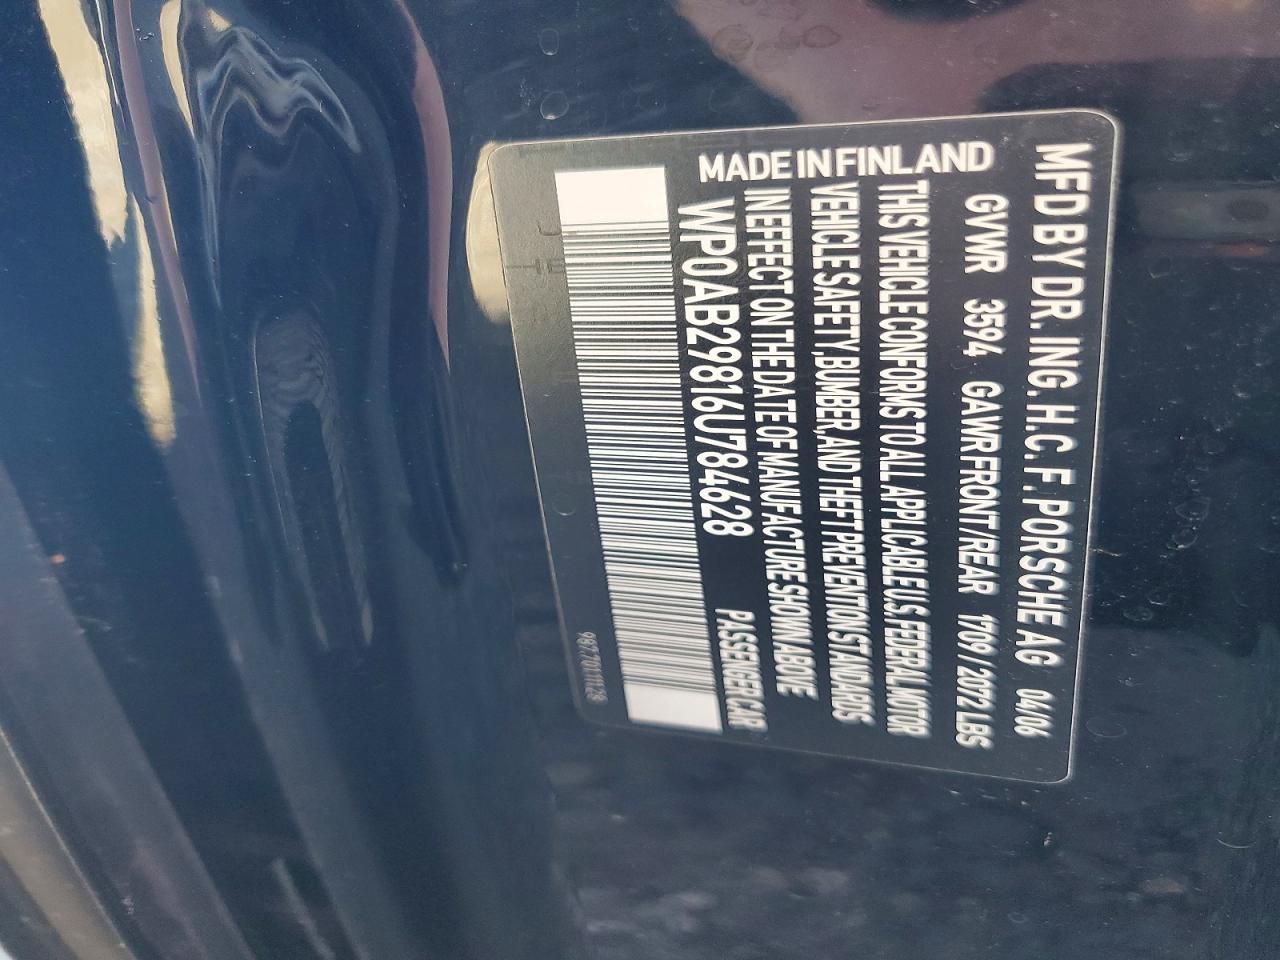 MFD BY DR. ING. H.C. F. PORSCHE AG 04/06
GVWR 3594 GAWR FRONT/REAR 1709/2072 LBS
THIS VEHICLE CONFORMS TO ALL APPLICABLE U.S. FEDERAL MOTOR
VEHICLE SAFETY, BUMBER, AND THEFT PREVENTION STANDARDS
IN EFFECT ON THE DATE OF MANUFACTURE SHOWN ABOVE
WP0AB29816U784628 PASSENGER CAR
MADE IN FINLAND